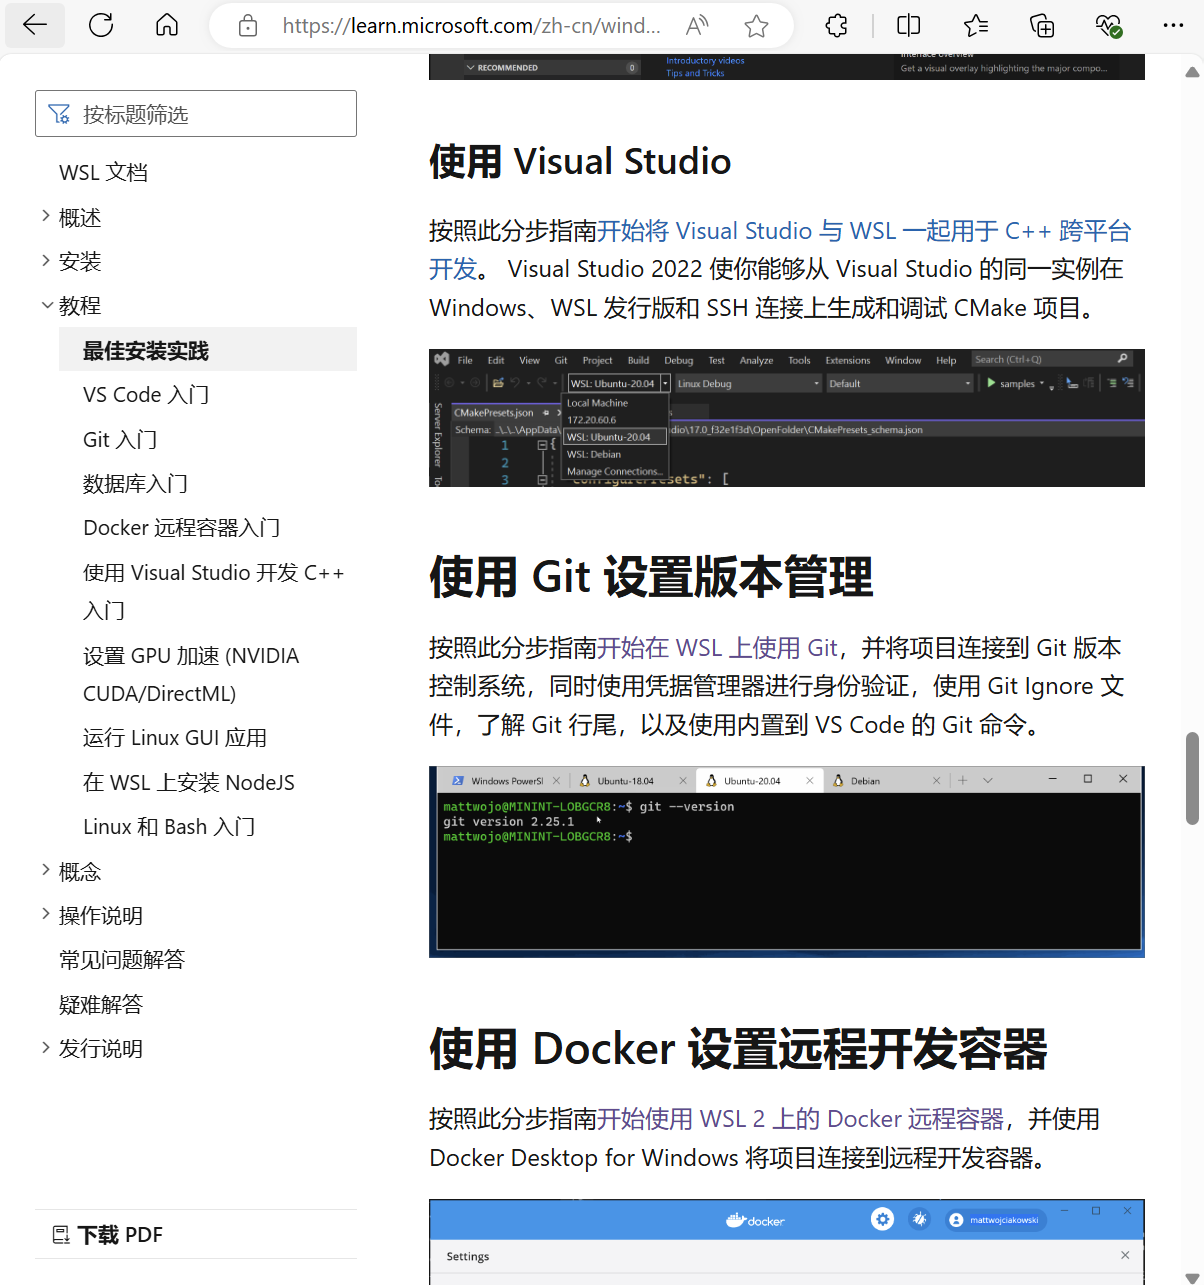 https://learn.microsoft.com/zh-cn/wind...
RECOMMENDED
0
Introductory videos
Tips and Tricks
Interface Overview
Get a visual overlay highlighting the major compo...
按标题筛选
WSL 文档
概述
安装
教程
最佳安装实践
VS Code 入门
Git 入门
数据库入门
Docker 远程容器入门
使用 Visual Studio 开发 C++
入门
设置 GPU 加速 (NVIDIA
CUDA/DirectML)
运行 Linux GUI 应用
在 WSL 上安装 NodeJS
Linux 和 Bash 入门
概念
操作说明
常见问题解答
疑难解答
发行说明
下载 PDF
使用 Visual Studio
按照此分步指南开始将 Visual Studio 与 WSL 一起用于 C++ 跨平台
开发。 Visual Studio 2022 使你能够从 Visual Studio 的同一实例在
Windows、WSL 发行版和 SSH 连接上生成和调试 CMake 项目。
File Edit View Git Project Build Debug Test Analyze Tools Extensions Window Help Search (Ctrl+Q)
WSL: Ubuntu-20.04 Linux Debug Default samples
Server Explorer
CMakePresets.json
Local Machine
172.20.60.6
WSL: Ubuntu-20.04
WSL: Debian
Manage Connections...
Schema: ..\..\..\AppData\ dio\17.0_f32e1f3d\OpenFolder\CMakePresets_schema.json
1 {
2
3 sets": [
使用 Git 设置版本管理
按照此分步指南开始在 WSL 上使用 Git，并将项目连接到 Git 版本
控制系统，同时使用凭据管理器进行身份验证，使用 Git Ignore 文
件，了解 Git 行尾，以及使用内置到 VS Code 的 Git 命令。
Windows PowerSl Ubuntu-18.04 Ubuntu-20.04 Debian
mattwojo@MININT-LOBGCR8:~$ git --version
git version 2.25.1
mattwojo@MININT-LOBGCR8:~$
使用 Docker 设置远程开发容器
按照此分步指南开始使用 WSL 2 上的 Docker 远程容器，并使用
Docker Desktop for Windows 将项目连接到远程开发容器。
docker
mattwojciakowski
Settings